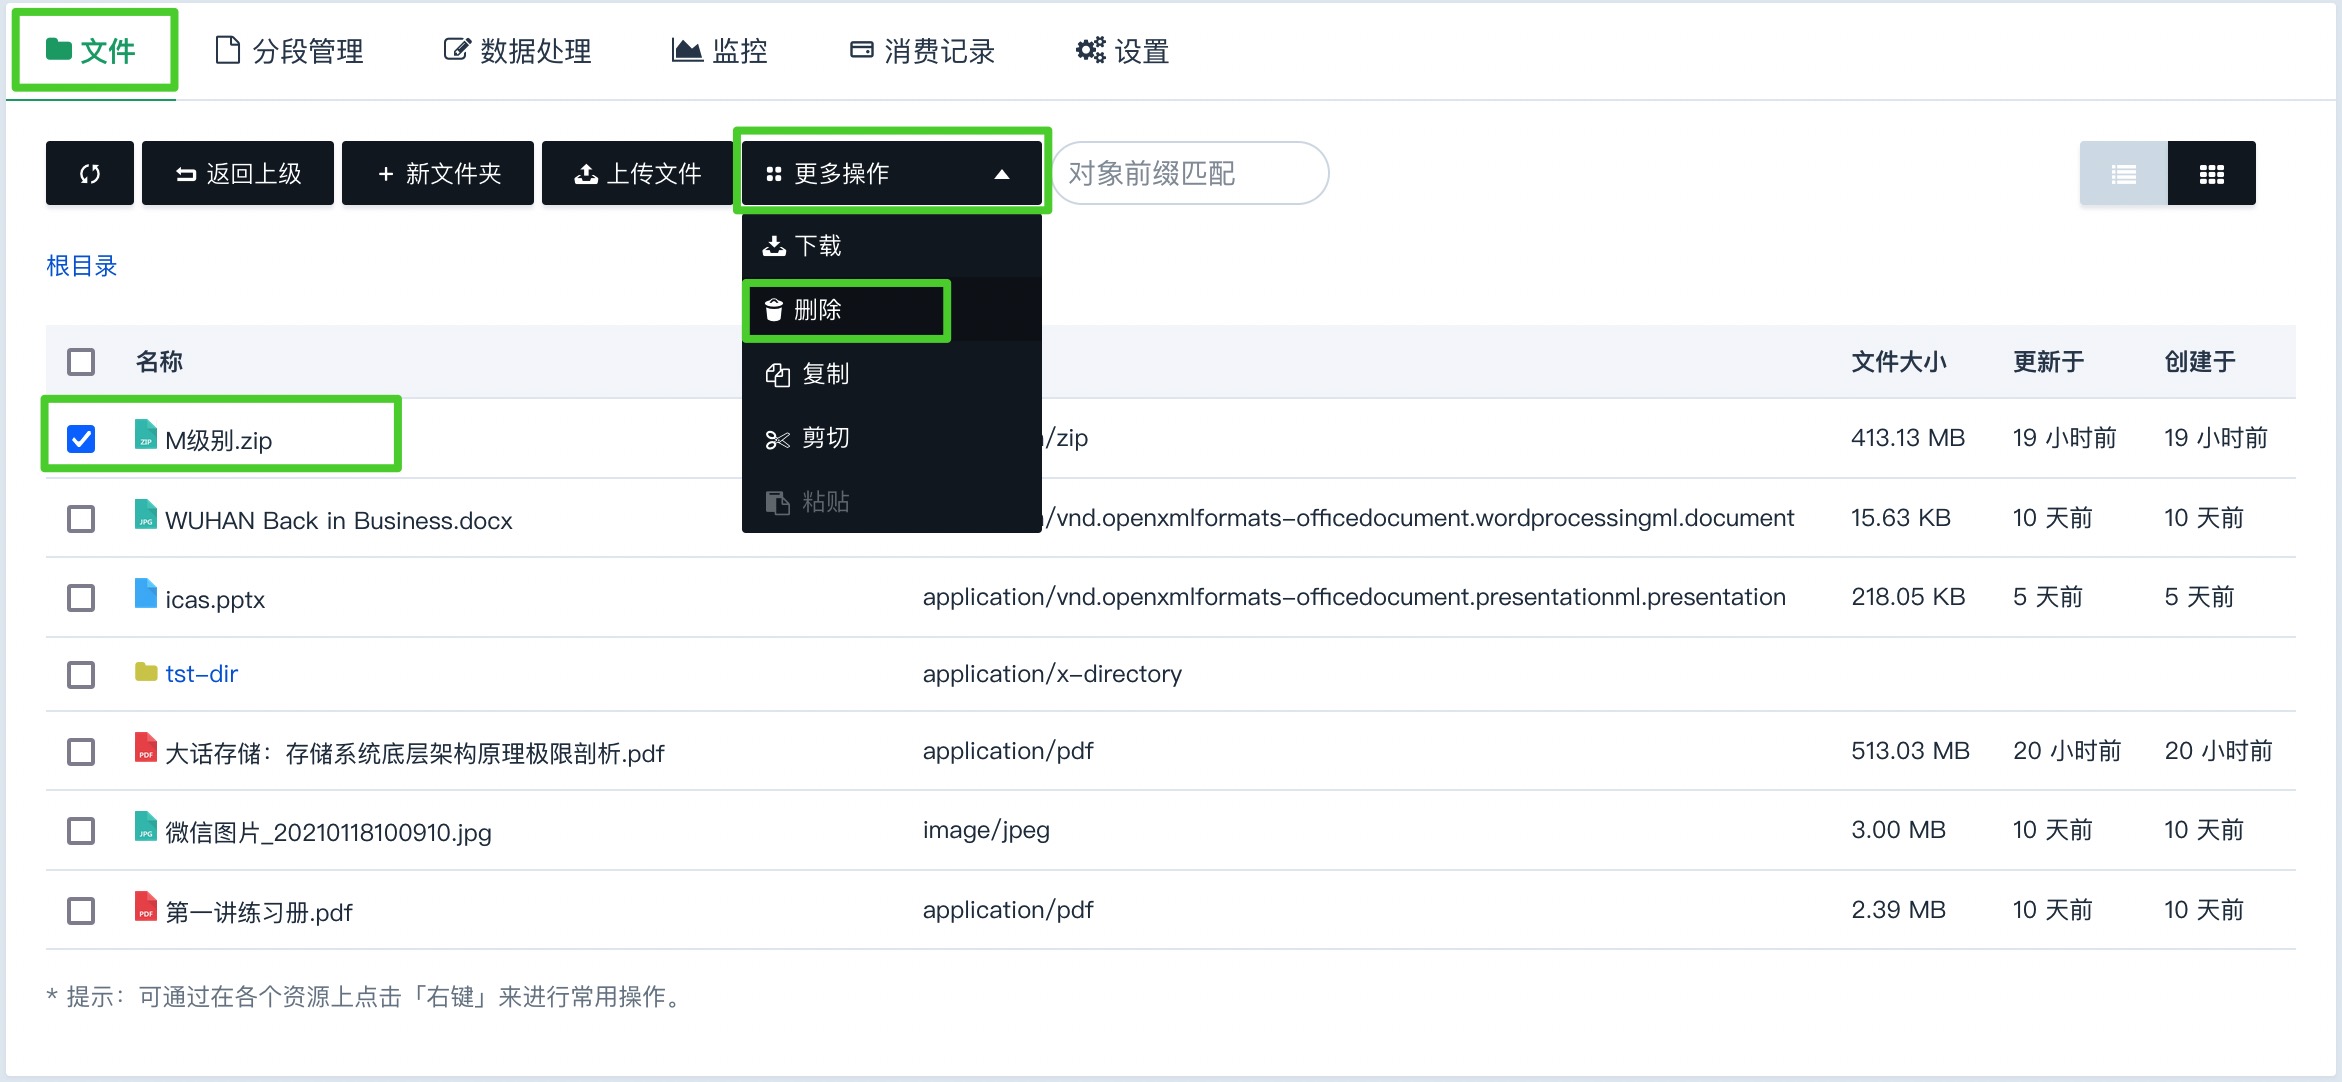 文件 分段管理 数据处理 监控 消费记录 设置
返回上级 + 新文件夹 上传文件 更多操作 对象前缀匹配
下载
根目录
删除
名称 文件大小 更新于 创建于
复制
M级别.zip /zip 413.13 MB 19 小时前 19 小时前
剪切
粘贴
WUHAN Back in Business.docx /vnd.openxmlformats-officedocument.wordprocessingml.document 15.63 KB 10 天前 10 天前
icas.pptx application/vnd.openxmlformats-officedocument.presentationml.presentation 218.05 KB 5 天前 5 天前
tst-dir application/x-directory
大话存储：存储系统底层架构原理极限剖析.pdf application/pdf 513.03 MB 20 小时前 20 小时前
微信图片_20210118100910.jpg image/jpeg 3.00 MB 10 天前 10 天前
第一讲练习册.pdf application/pdf 2.39 MB 10 天前 10 天前
* 提示：可通过在各个资源上点击「右键」来进行常用操作。